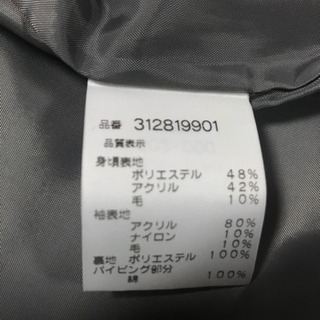 品番 312819901
品質表示
身頃表地
ポリエステル 48%
アクリル 42%
毛 10%
袖表地
アクリル 80%
ナイロン 10%
毛 10%
裏地 ポリエステル 100%
パイピング部分
綿 100%